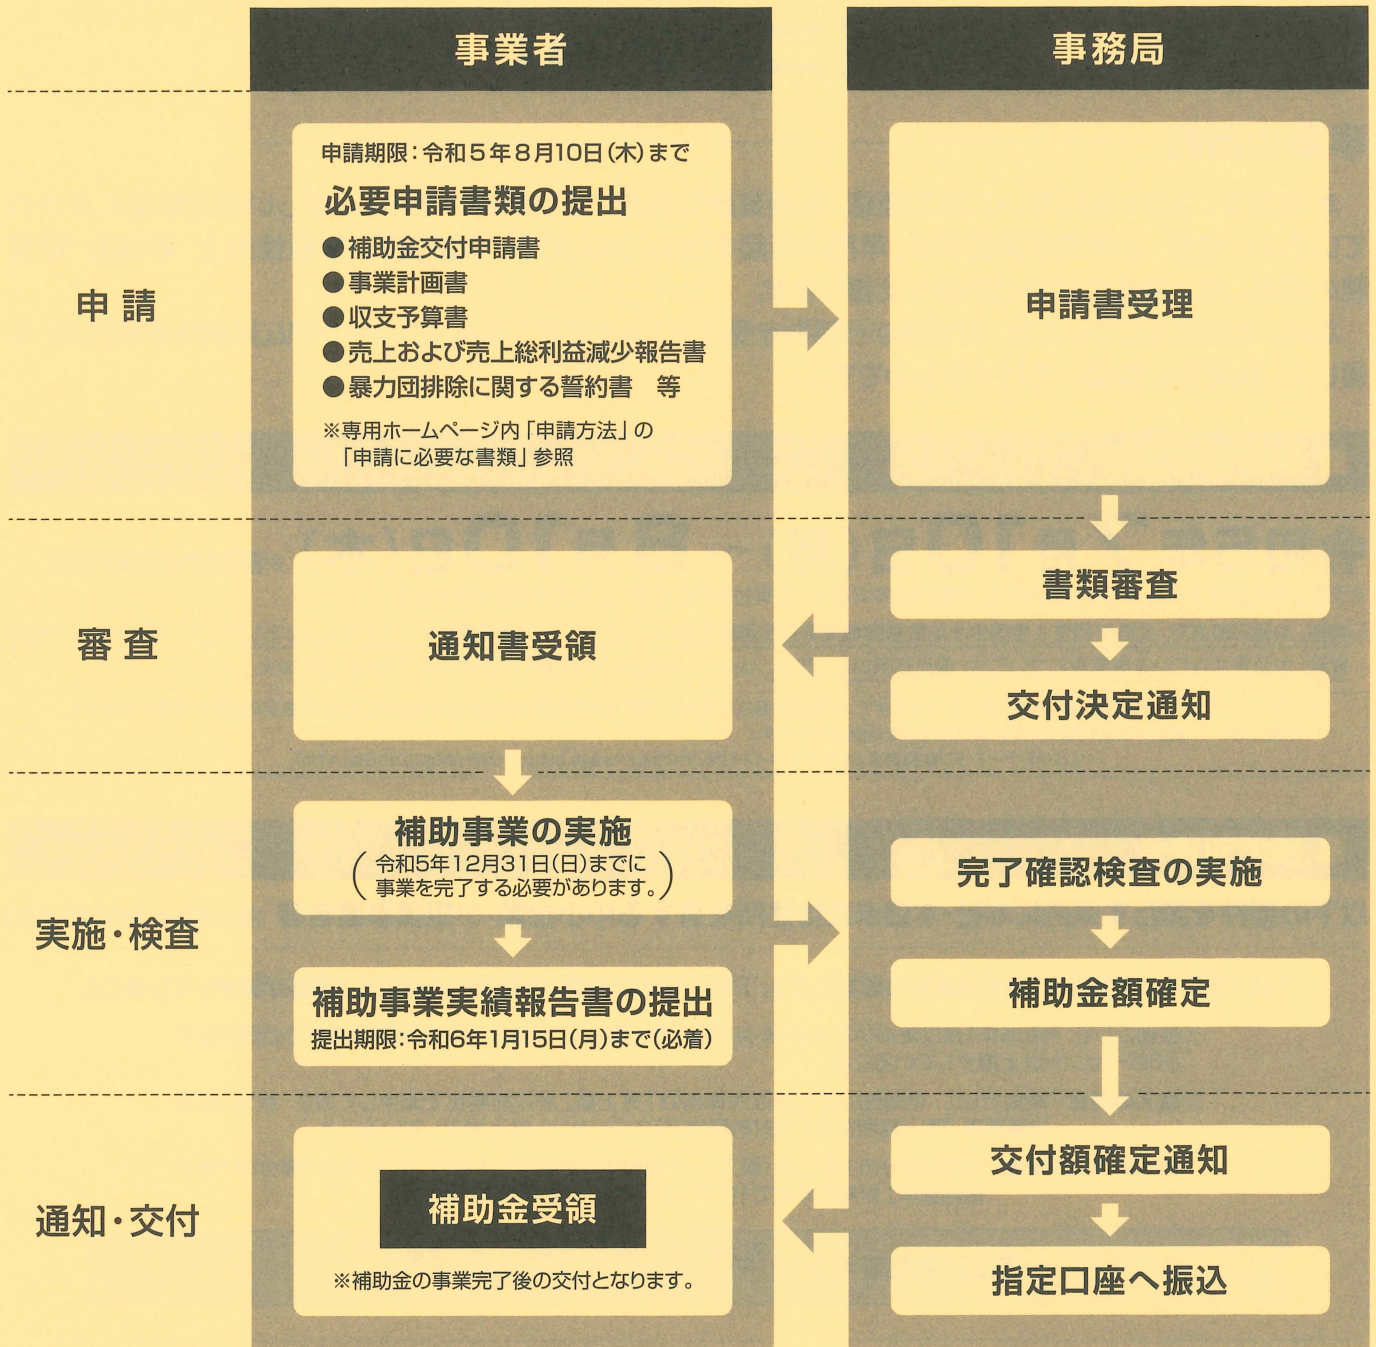 事業者
事務局
申請
申請期限：令和5年8月10日(木)まで
必要申請書類の提出
●補助金交付申請書
●事業計画書
●収支予算書
●売上および売上総利益減少報告書
●暴力団排除に関する誓約書　等
※専用ホームページ内「申請方法」の
「申請に必要な書類」参照
申請書受理
審査
通知書受領
書類審査
交付決定通知
実施・検査
補助事業の実施
(令和5年12月31日(日)までに
事業を完了する必要があります。)
補助事業実績報告書の提出
提出期限：令和6年1月15日(月)まで(必着)
完了確認検査の実施
補助金額確定
通知・交付
補助金受領
※補助金の事業完了後の交付となります。
交付額確定通知
指定口座へ振込